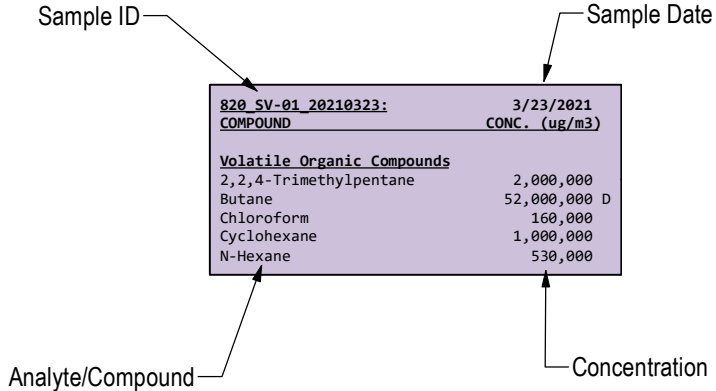 Sample ID
Sample Date
820_SV-01_20210323: 3/23/2021
COMPOUND CONC. (ug/m3)
Volatile Organic Compounds
2,2,4-Trimethylpentane 2,000,000
Butane 52,000,000 D
Chloroform 160,000
Cyclohexane 1,000,000
N-Hexane 530,000
Analyte/Compound
Concentration